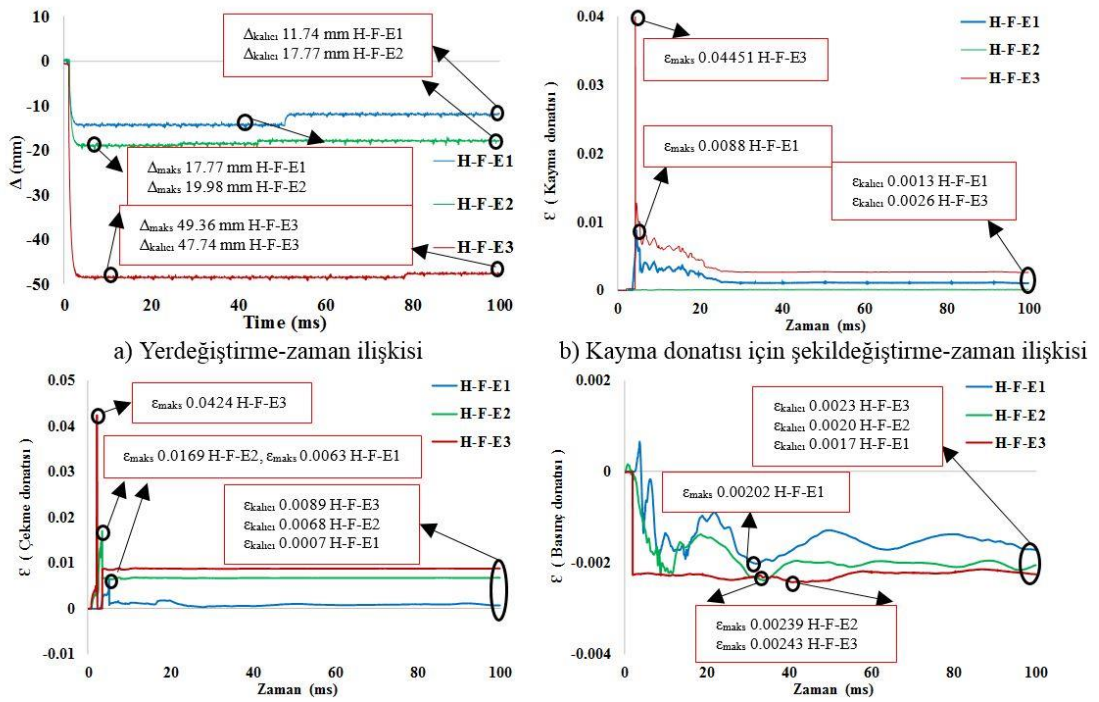 10
0
-10
-20
-30
-40
-50
Δ (mm)
0
20
40
60
80
100
Time (ms)
Δkalıcı 11.74 mm H-F-E1
Δkalıcı 17.77 mm H-F-E2
Δmaks 17.77 mm H-F-E1
Δmaks 19.98 mm H-F-E2
Δmaks 49.36 mm H-F-E3
Δkalıcı 47.74 mm H-F-E3
H-F-E1
H-F-E2
H-F-E3
a) Yerdeğiştirme-zaman ilişkisi
0.04
0.03
0.02
0.01
0
Ɛ ( Kayma donatısı )
0
20
40
60
80
100
Zaman (ms)
εmaks 0.04451 H-F-E3
εmaks 0.0088 H-F-E1
εkalıcı 0.0013 H-F-E1
εkalıcı 0.0026 H-F-E3
H-F-E1
H-F-E2
H-F-E3
b) Kayma donatısı için şekildeğiştirme-zaman ilişkisi
0.05
0.04
0.03
0.02
0.01
0
-0.01
Ɛ ( Çekme donatısı )
0
20
40
60
80
100
Zaman (ms)
εmaks 0.0424 H-F-E3
εmaks 0.0169 H-F-E2, εmaks 0.0063 H-F-E1
εkalıcı 0.0089 H-F-E3
εkalıcı 0.0068 H-F-E2
εkalıcı 0.0007 H-F-E1
H-F-E1
H-F-E2
H-F-E3
0.002
0
-0.002
-0.004
Ɛ ( Basınç donatısı )
0
20
40
60
80
100
Zaman (ms)
εkalıcı 0.0023 H-F-E3
εkalıcı 0.0020 H-F-E2
εkalıcı 0.0017 H-F-E1
εmaks 0.00202 H-F-E1
εmaks 0.00239 H-F-E2
εmaks 0.00243 H-F-E3
H-F-E1
H-F-E2
H-F-E3